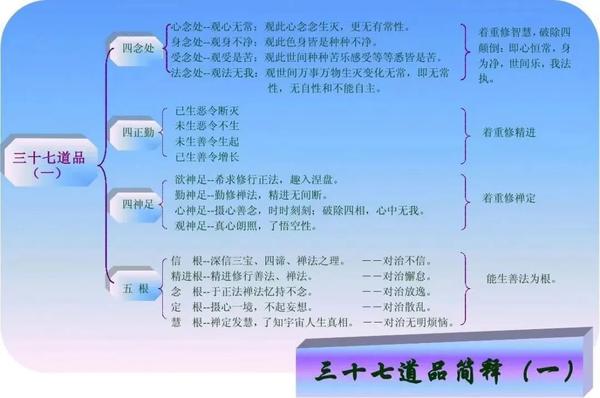 三十七道品
（一）
四念处
心念处--观心无常：观此心念念生灭，更无有常性。
身念处--观身不净：观此色身皆是种种不净。
受念处--观受是苦：观此世间种种苦乐感受等等悉皆是苦。
法念处--观法无我：观世间万事万物生灭变化无常，即无常
性，无自性和不能自主。
着重修智慧，破除四
颠倒：即心恒常，身
为净，世间乐，我法
执。
四正勤
已生恶令断灭
未生恶令不生
未生善令生起
已生善令增长
着重修精进
四神足
欲神足--希求修行正法，趣入涅盘。
勤神足--勤修禅法，精进无间断。
心神足--摄心善念，时时刻刻；破除四相，心中无我。
观神足--真心朗照，了悟空性。
着重修禅定
五 根
信 根--深信三宝、四谛、禅法之理。 －－对治不信。
精进根--精进修行善法、禅法。 －－对治懈怠。
念 根--于正法禅法忆持不念。 －－对治放逸。
定 根--摄心一境，不起妄想。 －－对治散乱。
慧 根--禅定发慧，了知宇宙人生真相。 －－对治无明烦恼。
能生善法为根。
三十七道品简释（一）